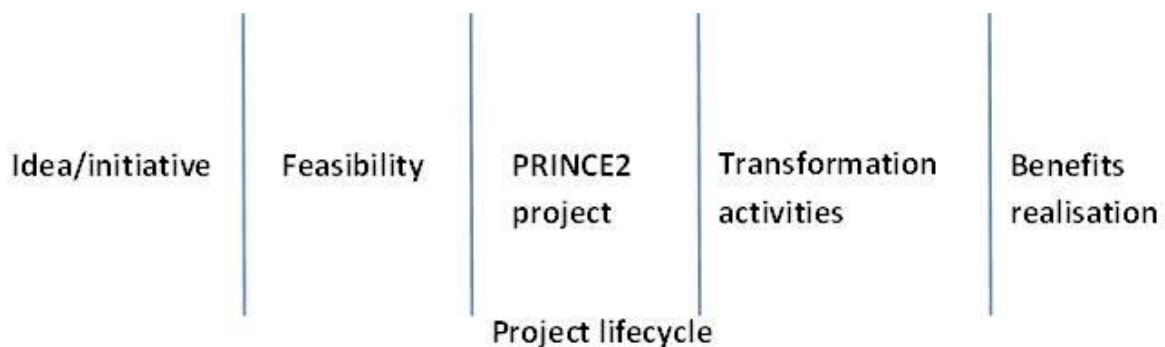 Idea/initiative
Feasibility
PRINCE2
project
Transformation
activities
Benefits
realisation
Project lifecycle